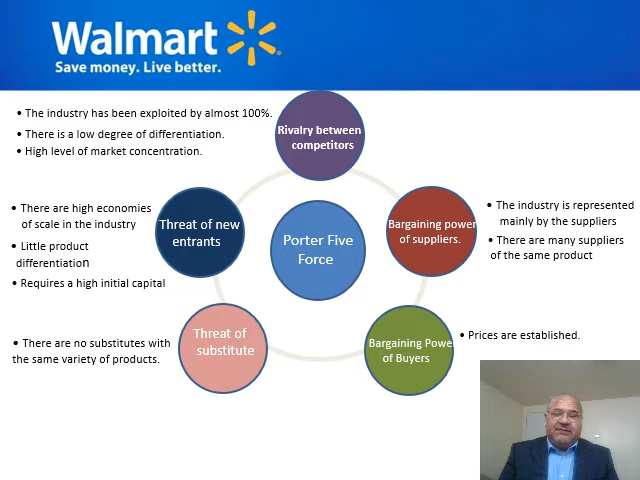 Walmart
Save money. Live better.
• The industry has been exploited by almost 100%.
• There is a low degree of differentiation.
• High level of market concentration.
Rivalry between
competitors
• There are high economies
of scale in the industry
• Little product
differentiation
• Requires a high initial capital
Threat of new
entrants
Porter Five
Force
Bargaining power
of suppliers.
• The industry is represented
mainly by the suppliers
• There are many suppliers
of the same product
• There are no substitutes with
the same variety of products.
Threat of
substitute
Bargaining Powe
of Buyers
• Prices are established.